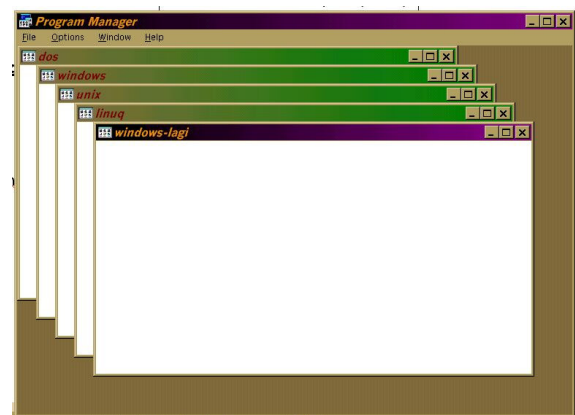 Program Manager
File Options Window Help
dos
windows
unix
linuq
windows-lagi